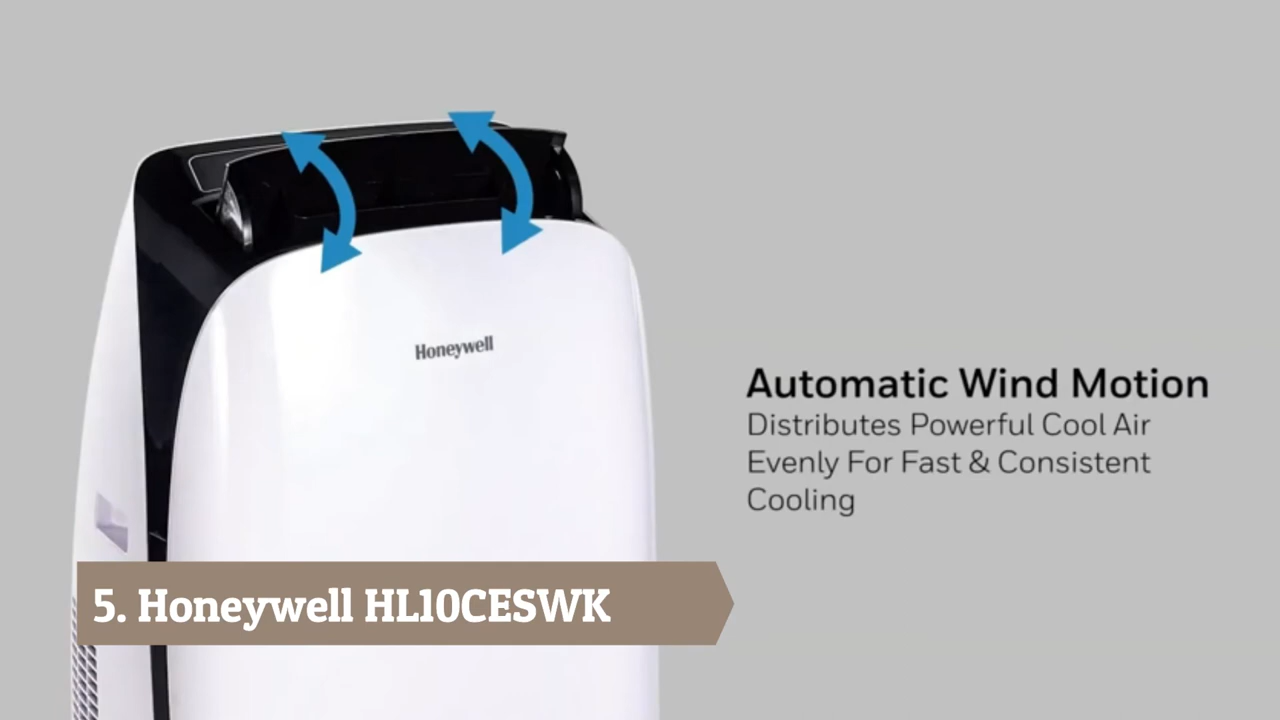 Honeywell
Automatic Wind Motion
Distributes Powerful Cool Air
Evenly For Fast & Consistent
Cooling
5. Honeywell HL10CESWK